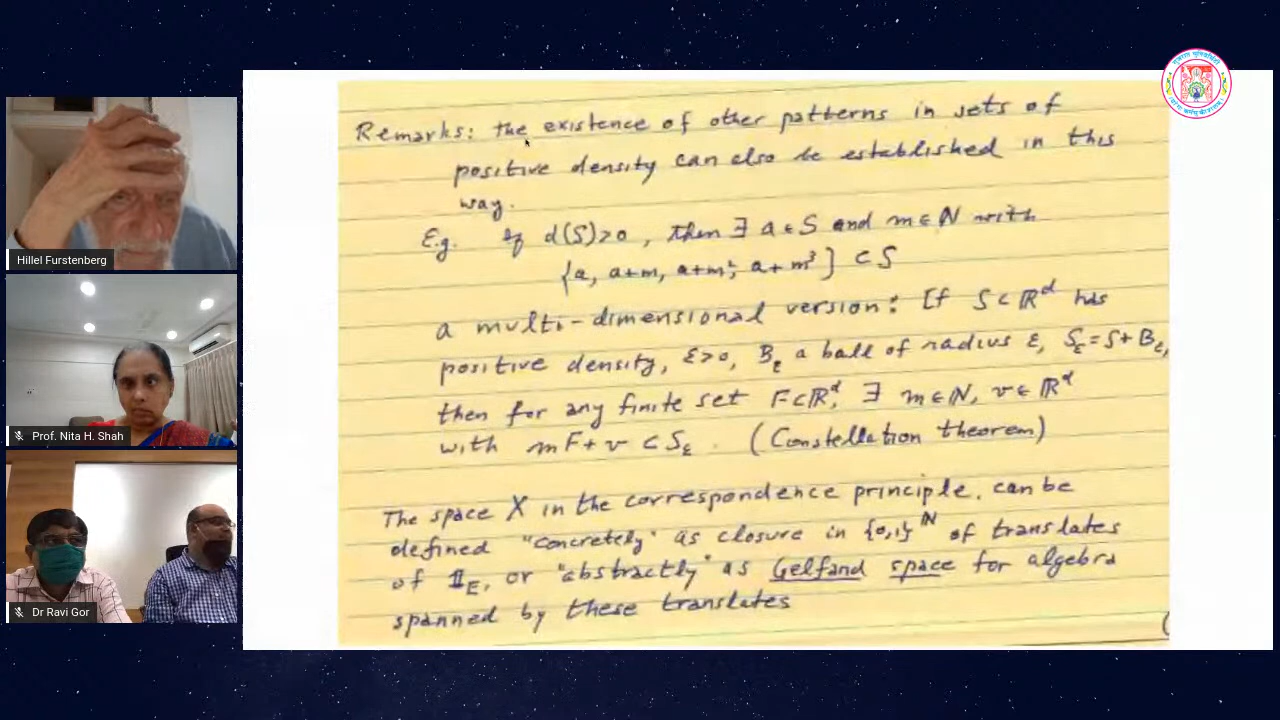 Remarks: the existence of other patterns in sets of
positive density can also be established in this
way.
E.g. if d(S)>0, then ∃ a ∈ S and m ∈ ℕ with
{a, a+m, a+m², a+m³} ⊂ S
a multi-dimensional version: If S ⊂ ℝᵈ has
positive density, ε>0, B_ε a ball of radius ε, S_ε = S + B_ε,
then for any finite set F ⊂ ℝᵈ, ∃ m ∈ ℕ, v ∈ ℝᵈ
with mF + v ⊂ S_ε. (Constellation theorem)
The space X in the correspondence principle, can be
defined "concretely" as closure in {0,1}^ℕ of translates
of 𝟙_E, or "abstractly" as Gelfand space for algebra
spanned by these translates
(
Hillel Furstenberg
Prof. Nita H. Shah
Dr Ravi Gor